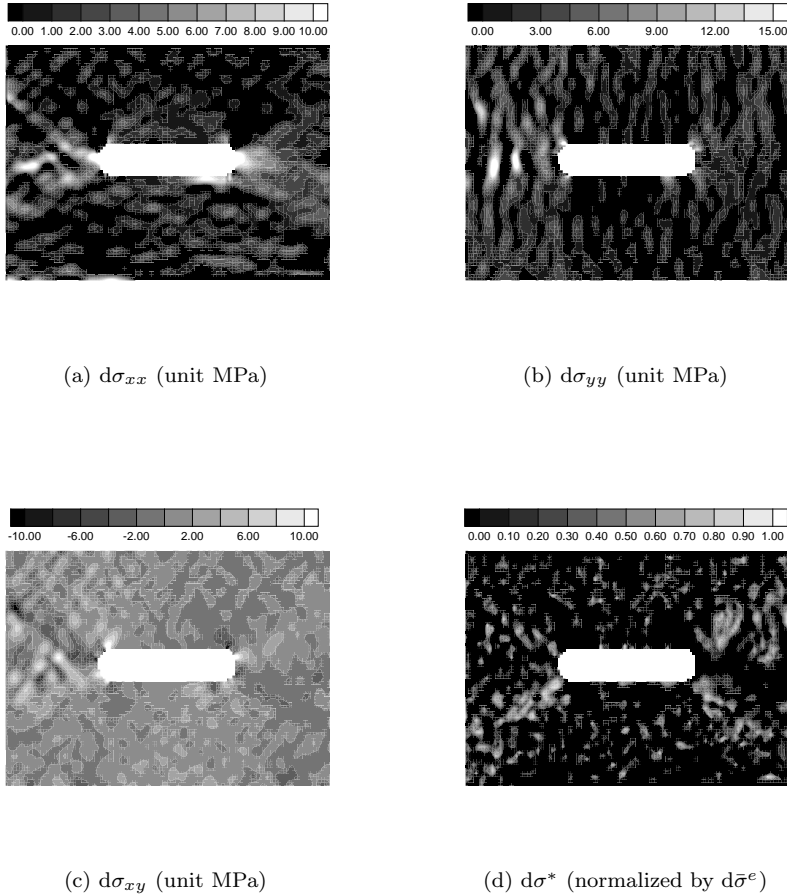 0.00 1.00 2.00 3.00 4.00 5.00 6.00 7.00 8.00 9.00 10.00
0.00 3.00 6.00 9.00 12.00 15.00
(a) dσxx (unit MPa)
(b) dσyy (unit MPa)
-10.00 -6.00 -2.00 2.00 6.00 10.00
0.00 0.10 0.20 0.30 0.40 0.50 0.60 0.70 0.80 0.90 1.00
(c) dσxy (unit MPa)
(d) dσ* (normalized by dσ̄e)